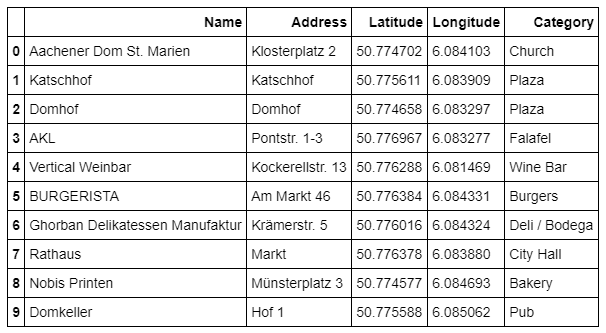 Name Address Latitude Longitude Category
0 Aachener Dom St. Marien Klosterplatz 2 50.774702 6.084103 Church
1 Katschhof Katschhof 50.775611 6.083909 Plaza
2 Domhof Domhof 50.774658 6.083297 Plaza
3 AKL Pontstr. 1-3 50.776967 6.083277 Falafel
4 Vertical Weinbar Kockerellstr. 13 50.776288 6.081469 Wine Bar
5 BURGERISTA Am Markt 46 50.776384 6.084331 Burgers
6 Ghorban Delikatessen Manufaktur Krämerstr. 5 50.776016 6.084324 Deli / Bodega
7 Rathaus Markt 50.776378 6.083880 City Hall
8 Nobis Printen Münsterplatz 3 50.774577 6.084693 Bakery
9 Domkeller Hof 1 50.775588 6.085062 Pub